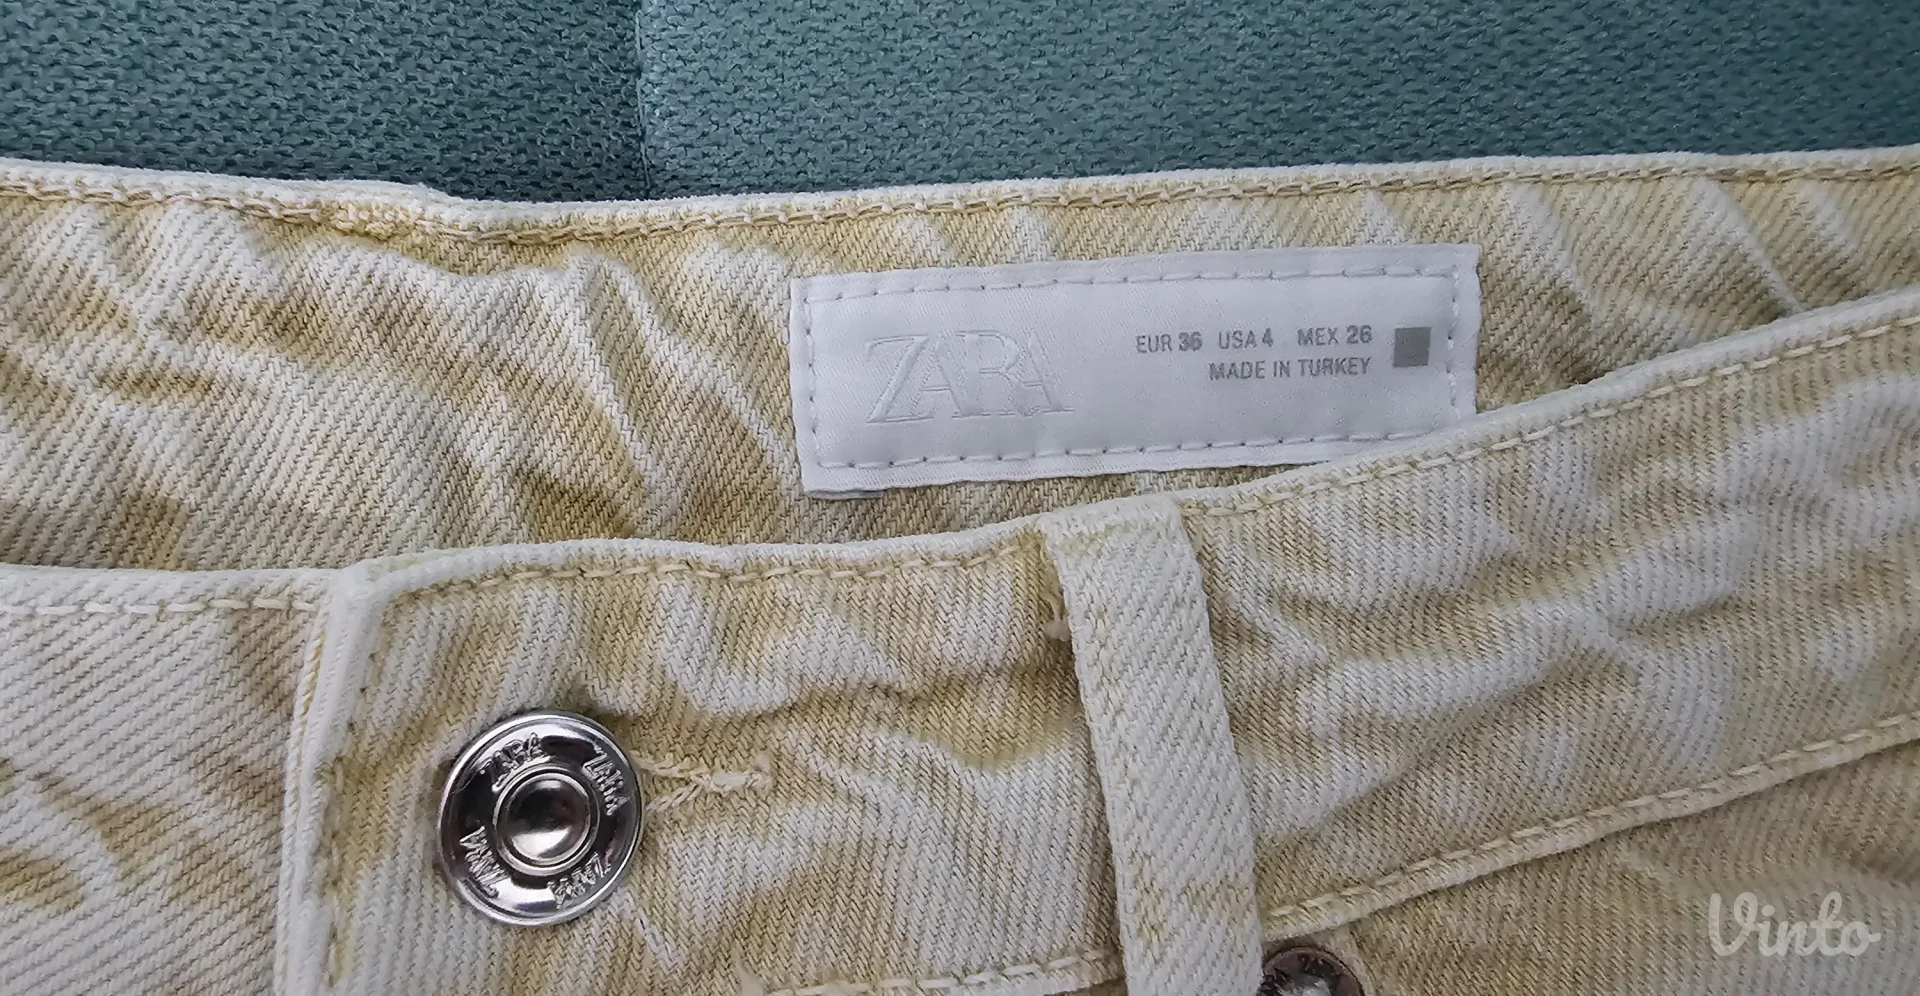 ZARA
EUR 36 USA 4 MEX 26
MADE IN TURKEY
ZARA ZARA ZARA ZARA
Vinto